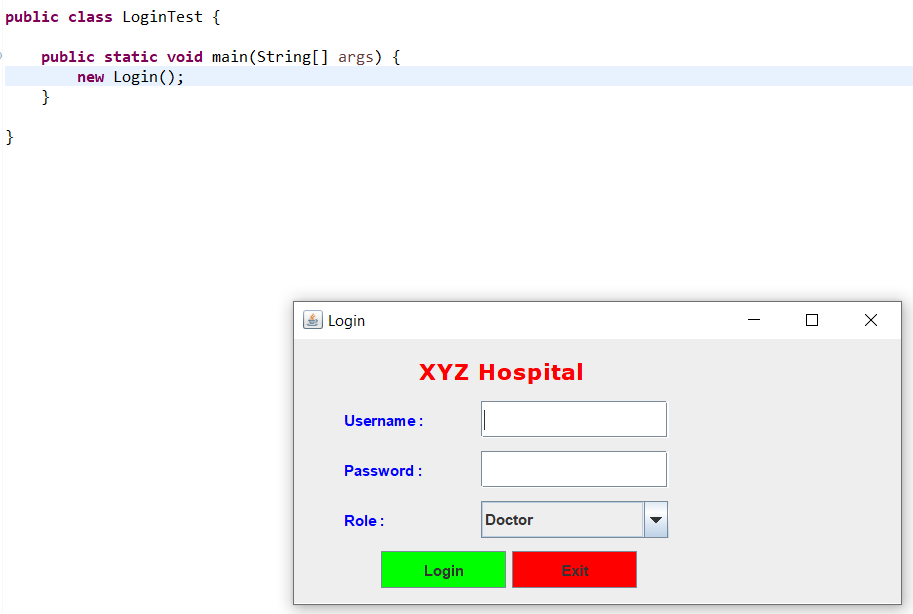 public class LoginTest {
public static void main(String[] args) {
new Login();
}
}
Login
XYZ Hospital
Username :
Password :
Role :
Doctor
Login
Exit